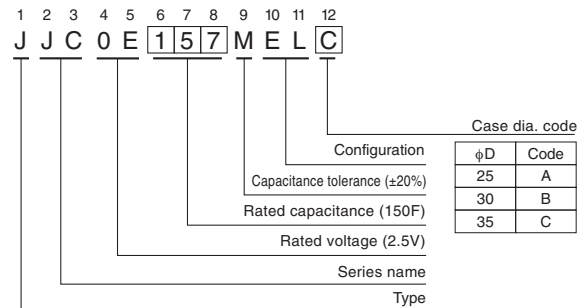 1 2 3 4 5 6 7 8 9 10 11 12
J J C 0 E 1 5 7 M E L C
Case dia. code
φD Code
25 A
30 B
35 C
Configuration
Capacitance tolerance (±20%)
Rated capacitance (150F)
Rated voltage (2.5V)
Series name
Type